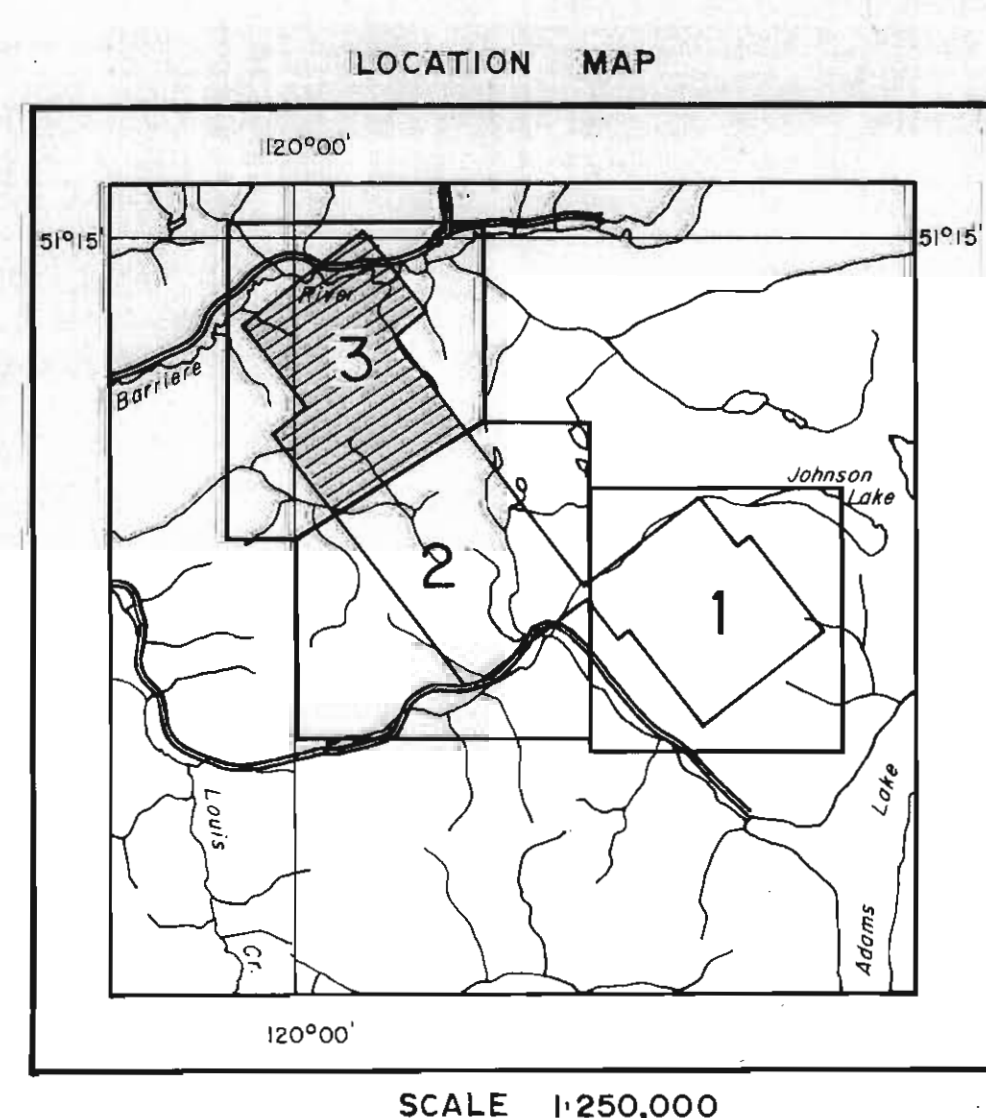 LOCATION MAP
120°00'
51°15'
51°15'
River
3
Barriere
Johnson
Lake
2
1
Louis
Lake
Adams
Cr.
120°00'
SCALE 1:250,000